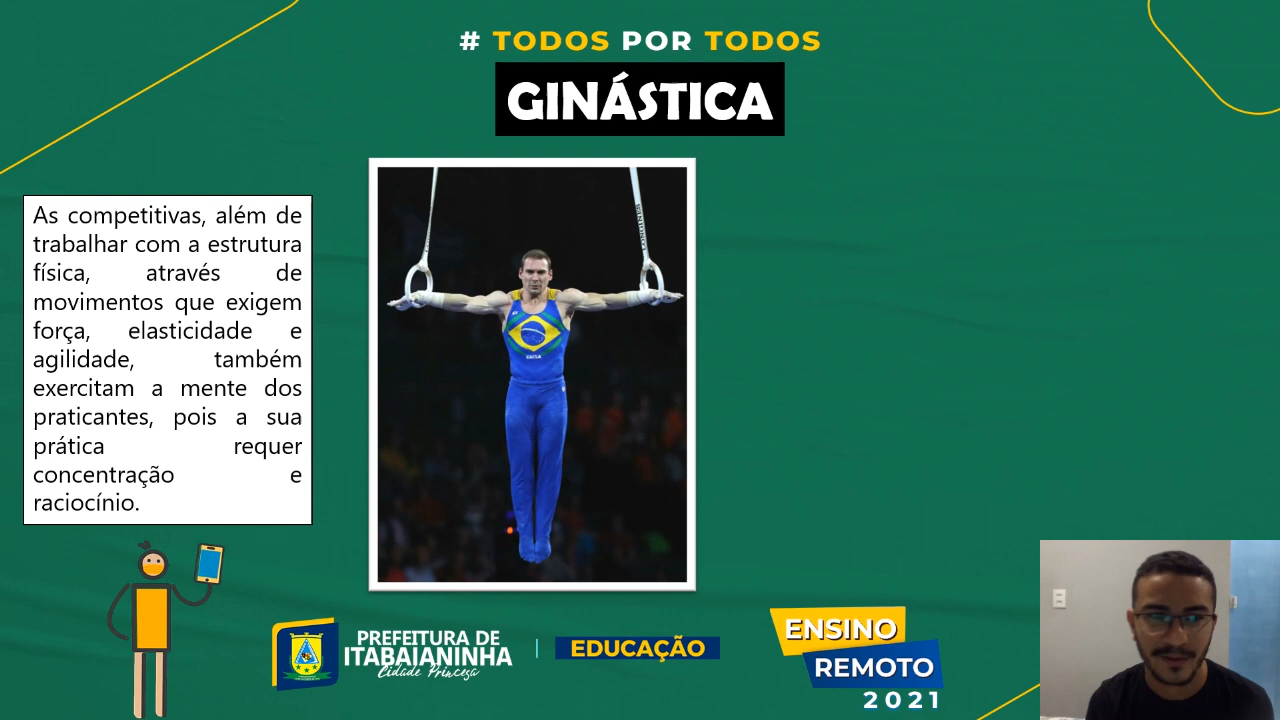 # TODOS POR TODOS
GINÁSTICA
As competitivas, além de
trabalhar com a estrutura
física, através de
movimentos que exigem
força, elasticidade e
agilidade, também
exercitam a mente dos
praticantes, pois a sua
prática requer
concentração e
raciocínio.
PREFEITURA DE
ITABAIANINHA
Cidade Princesa
EDUCAÇÃO
ENSINO
REMOTO
2021